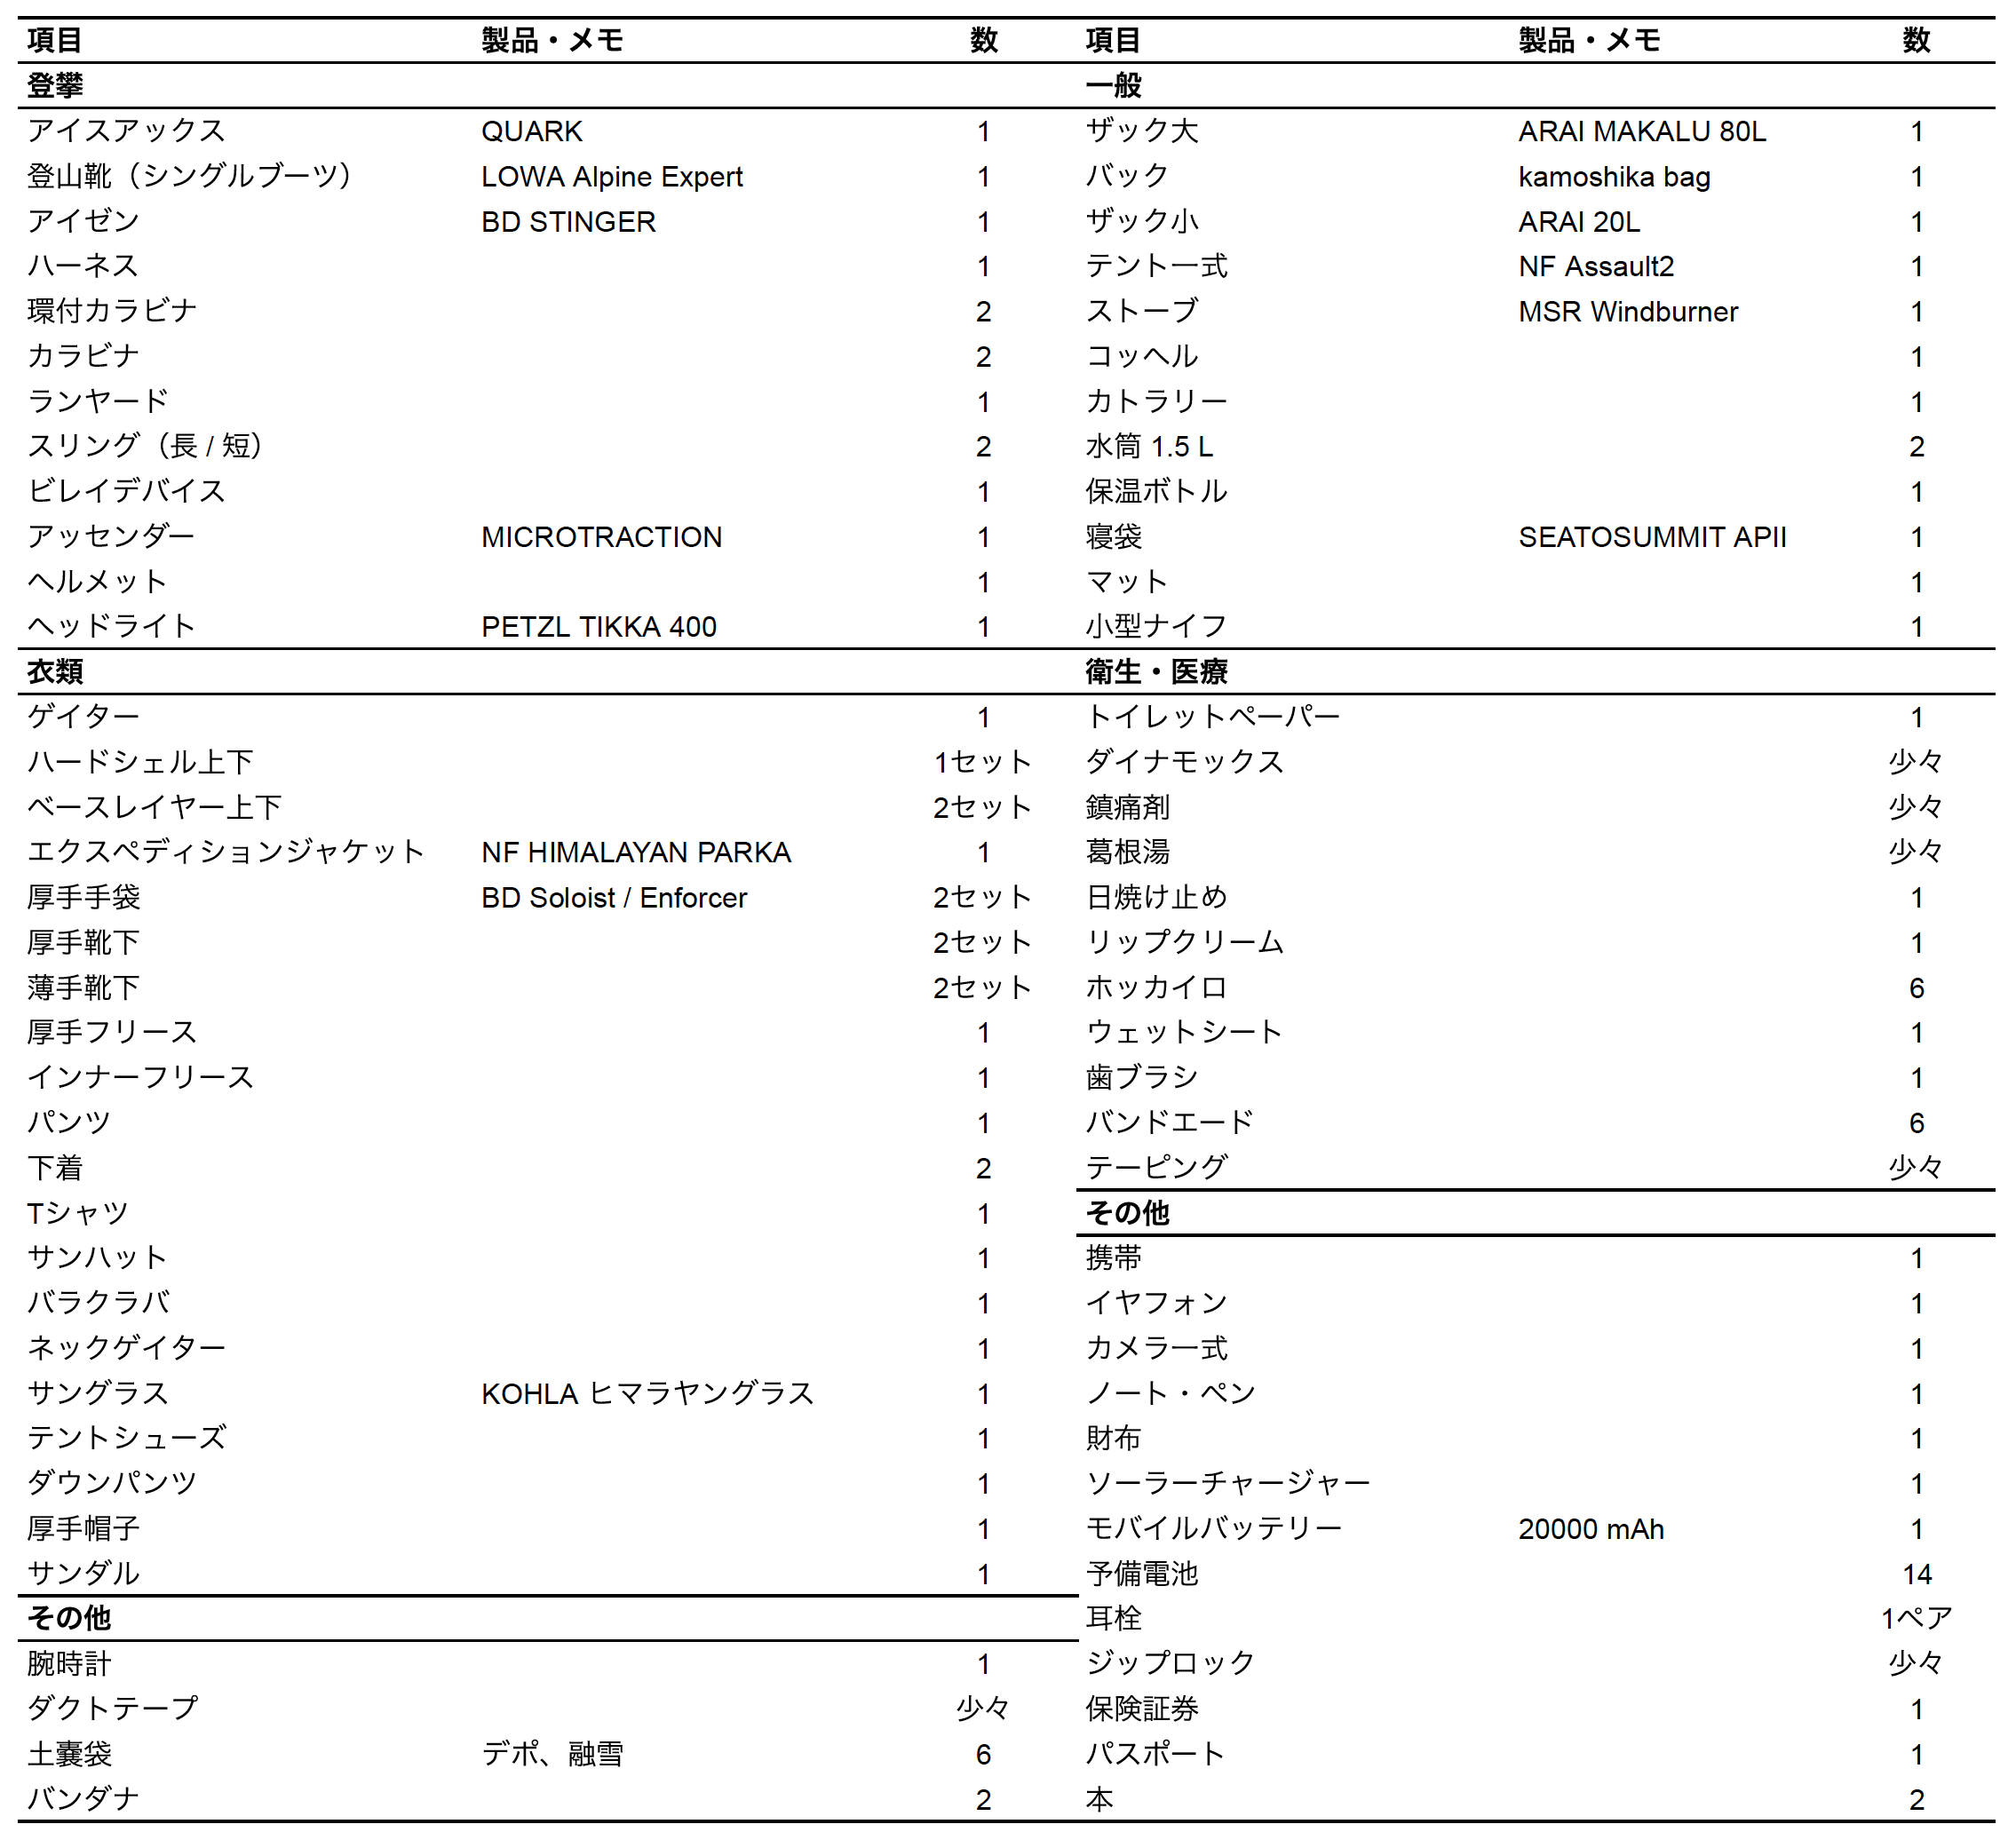 項目 製品・メモ 数 項目 製品・メモ 数
登攀 一般
アイスアックス QUARK 1 ザック大 ARAI MAKALU 80L 1
登山靴（シングルブーツ） LOWA Alpine Expert 1 バック kamoshika bag 1
アイゼン BD STINGER 1 ザック小 ARAI 20L 1
ハーネス 1 テント一式 NF Assault2 1
環付カラビナ 2 ストーブ MSR Windburner 1
カラビナ 2 コッヘル 1
ランヤード 1 カトラリー 1
スリング（長 / 短） 2 水筒 1.5 L 2
ビレイデバイス 1 保温ボトル 1
アッセンダー MICROTRACTION 1 寝袋 SEATOSUMMIT APII 1
ヘルメット 1 マット 1
ヘッドライト PETZL TIKKA 400 1 小型ナイフ 1
衣類 衛生・医療
ゲイター 1 トイレットペーパー 1
ハードシェル上下 1セット ダイナモックス 少々
ベースレイヤー上下 2セット 鎮痛剤 少々
エクスペディションジャケット NF HIMALAYAN PARKA 1 葛根湯 少々
厚手手袋 BD Soloist / Enforcer 2セット 日焼け止め 1
厚手靴下 2セット リップクリーム 1
薄手靴下 2セット ホッカイロ 6
厚手フリース 1 ウェットシート 1
インナーフリース 1 歯ブラシ 1
パンツ 1 バンドエード 6
下着 2 テーピング 少々
Tシャツ 1 その他
サンハット 1 携帯 1
バラクラバ 1 イヤフォン 1
ネックゲイター 1 カメラ一式 1
サングラス KOHLA ヒマラヤングラス 1 ノート・ペン 1
テントシューズ 1 財布 1
ダウンパンツ 1 ソーラーチャージャー 1
厚手帽子 1 モバイルバッテリー 20000 mAh 1
サンダル 1 予備電池 14
その他 耳栓 1ペア
腕時計 1 ジップロック 少々
ダクトテープ 少々 保険証券 1
土嚢袋 デポ、融雪 6 パスポート 1
バンダナ 2 本 2